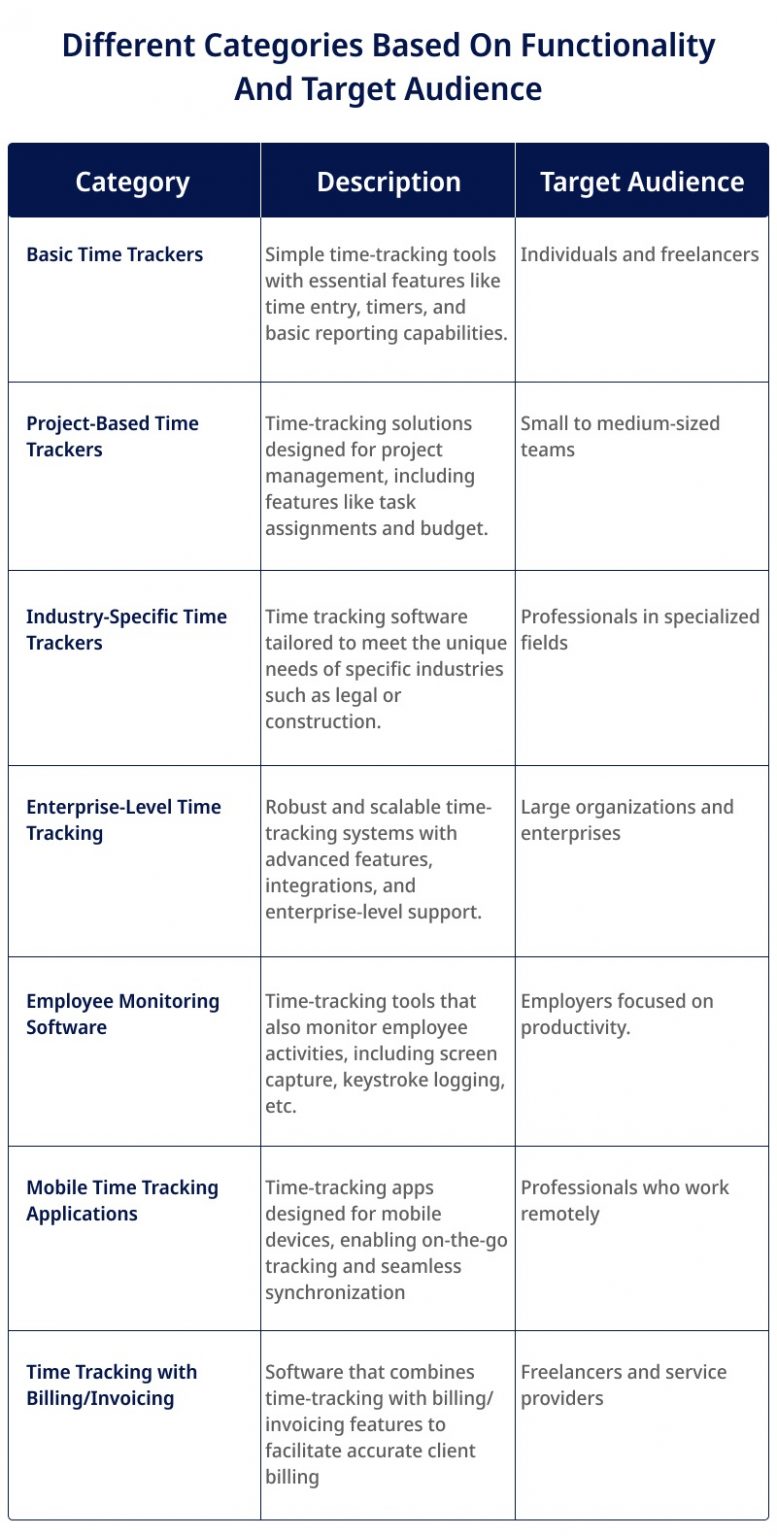 Different Categories Based On Functionality
And Target Audience
Category
Description
Target Audience
Basic Time Trackers
Simple time-tracking tools
with essential features like
time entry, timers, and
basic reporting capabilities.
Individuals and freelancers
Project-Based Time
Trackers
Time-tracking solutions
designed for project
management, including
features like task
assignments and budget.
Small to medium-sized
teams
Industry-Specific Time
Trackers
Time tracking software
tailored to meet the unique
needs of specific industries
such as legal or
construction.
Professionals in specialized
fields
Enterprise-Level Time
Tracking
Robust and scalable time-
tracking systems with
advanced features,
integrations, and
enterprise-level support.
Large organizations and
enterprises
Employee Monitoring
Software
Time-tracking tools that
also monitor employee
activities, including screen
capture, keystroke logging,
etc.
Employers focused on
productivity.
Mobile Time Tracking
Applications
Time-tracking apps
designed for mobile
devices, enabling on-the-go
tracking and seamless
synchronization
Professionals who work
remotely
Time Tracking with
Billing/Invoicing
Software that combines
time-tracking with billing/
invoicing features to
facilitate accurate client
billing
Freelancers and service
providers